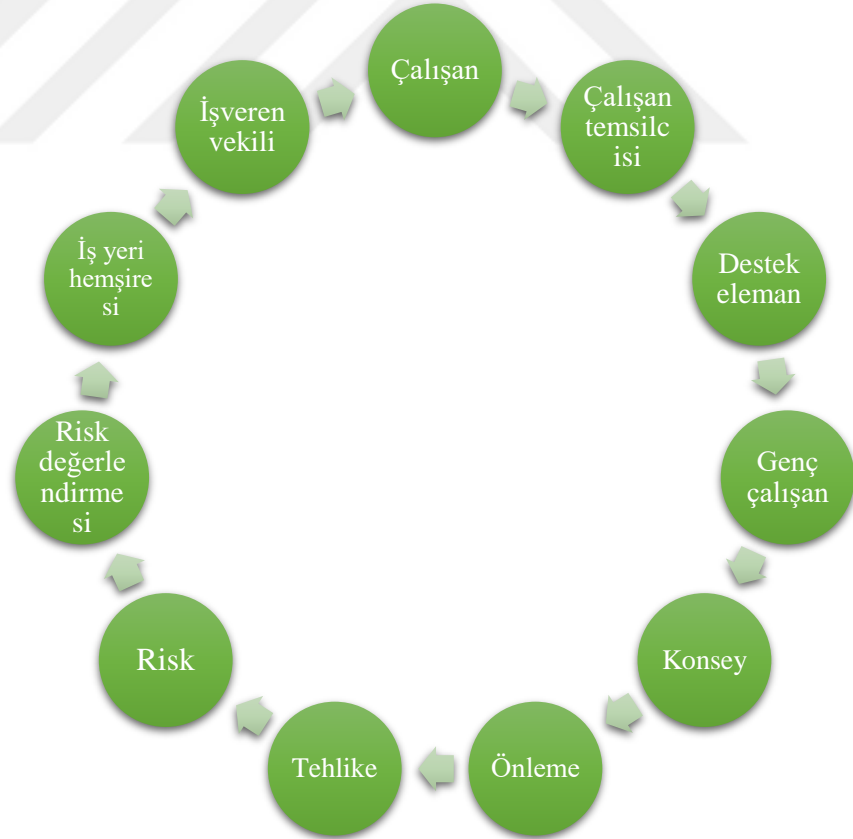 Çalışan
Çalışan
temsilc
isi
Destek
eleman
Genç
çalışan
Konsey
Önleme
Tehlike
Risk
Risk
değerle
ndirme
si
İş yeri
hemşire
si
İşveren
vekili